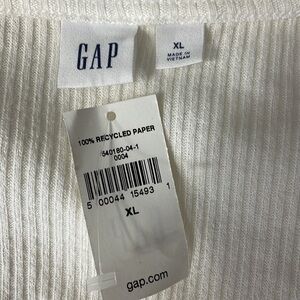 GAP
XL
MADE IN
VIETNAM
100% RECYCLED PAPER
540180-04-1
0004
5 00044 15493 1
XL
gap.com